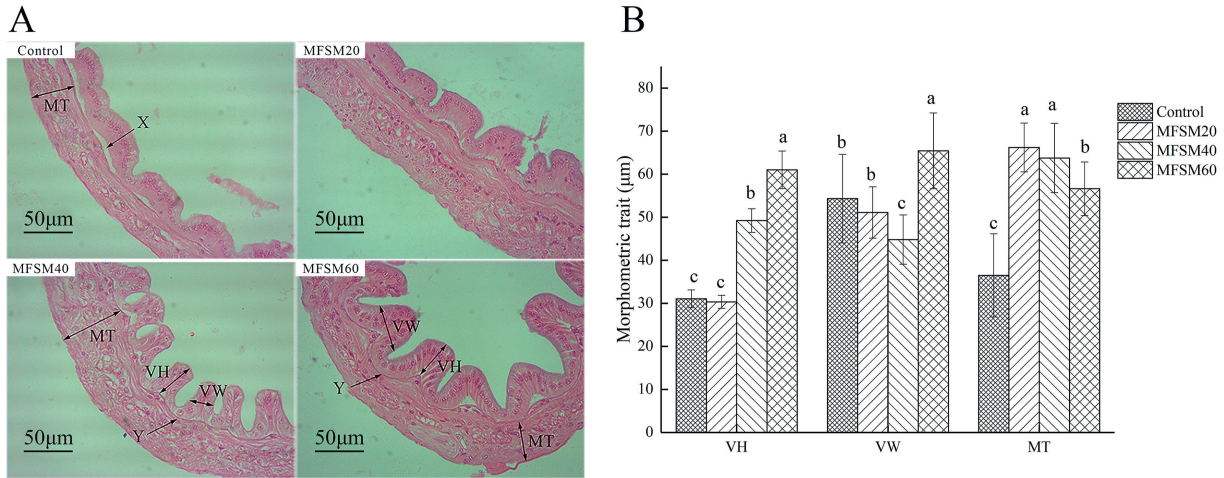 A
Control
MT
X
50μm
MFSM20
50μm
MFSM40
MT
VH
VW
Y
50μm
MFSM60
VW
VH
Y
MT
50μm
B
Morphometric trait (μm)
80
70
60
50
40
30
20
10
0
c
c
b
a
b
b
c
a
c
a
a
b
VH
VW
MT
Control
MFSM20
MFSM40
MFSM60